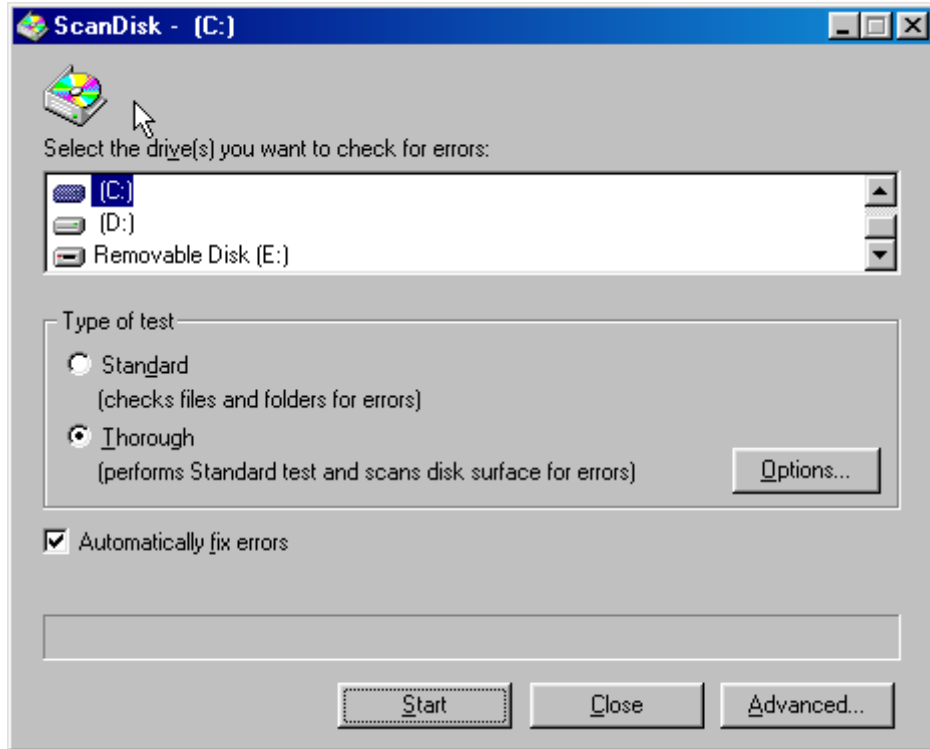 ScanDisk - (C:)
Select the drive(s) you want to check for errors:
(C:)
(D:)
Removable Disk (E:)
Type of test
Standard
(checks files and folders for errors)
Thorough
(performs Standard test and scans disk surface for errors)
Options...
Automatically fix errors
Start Close Advanced...